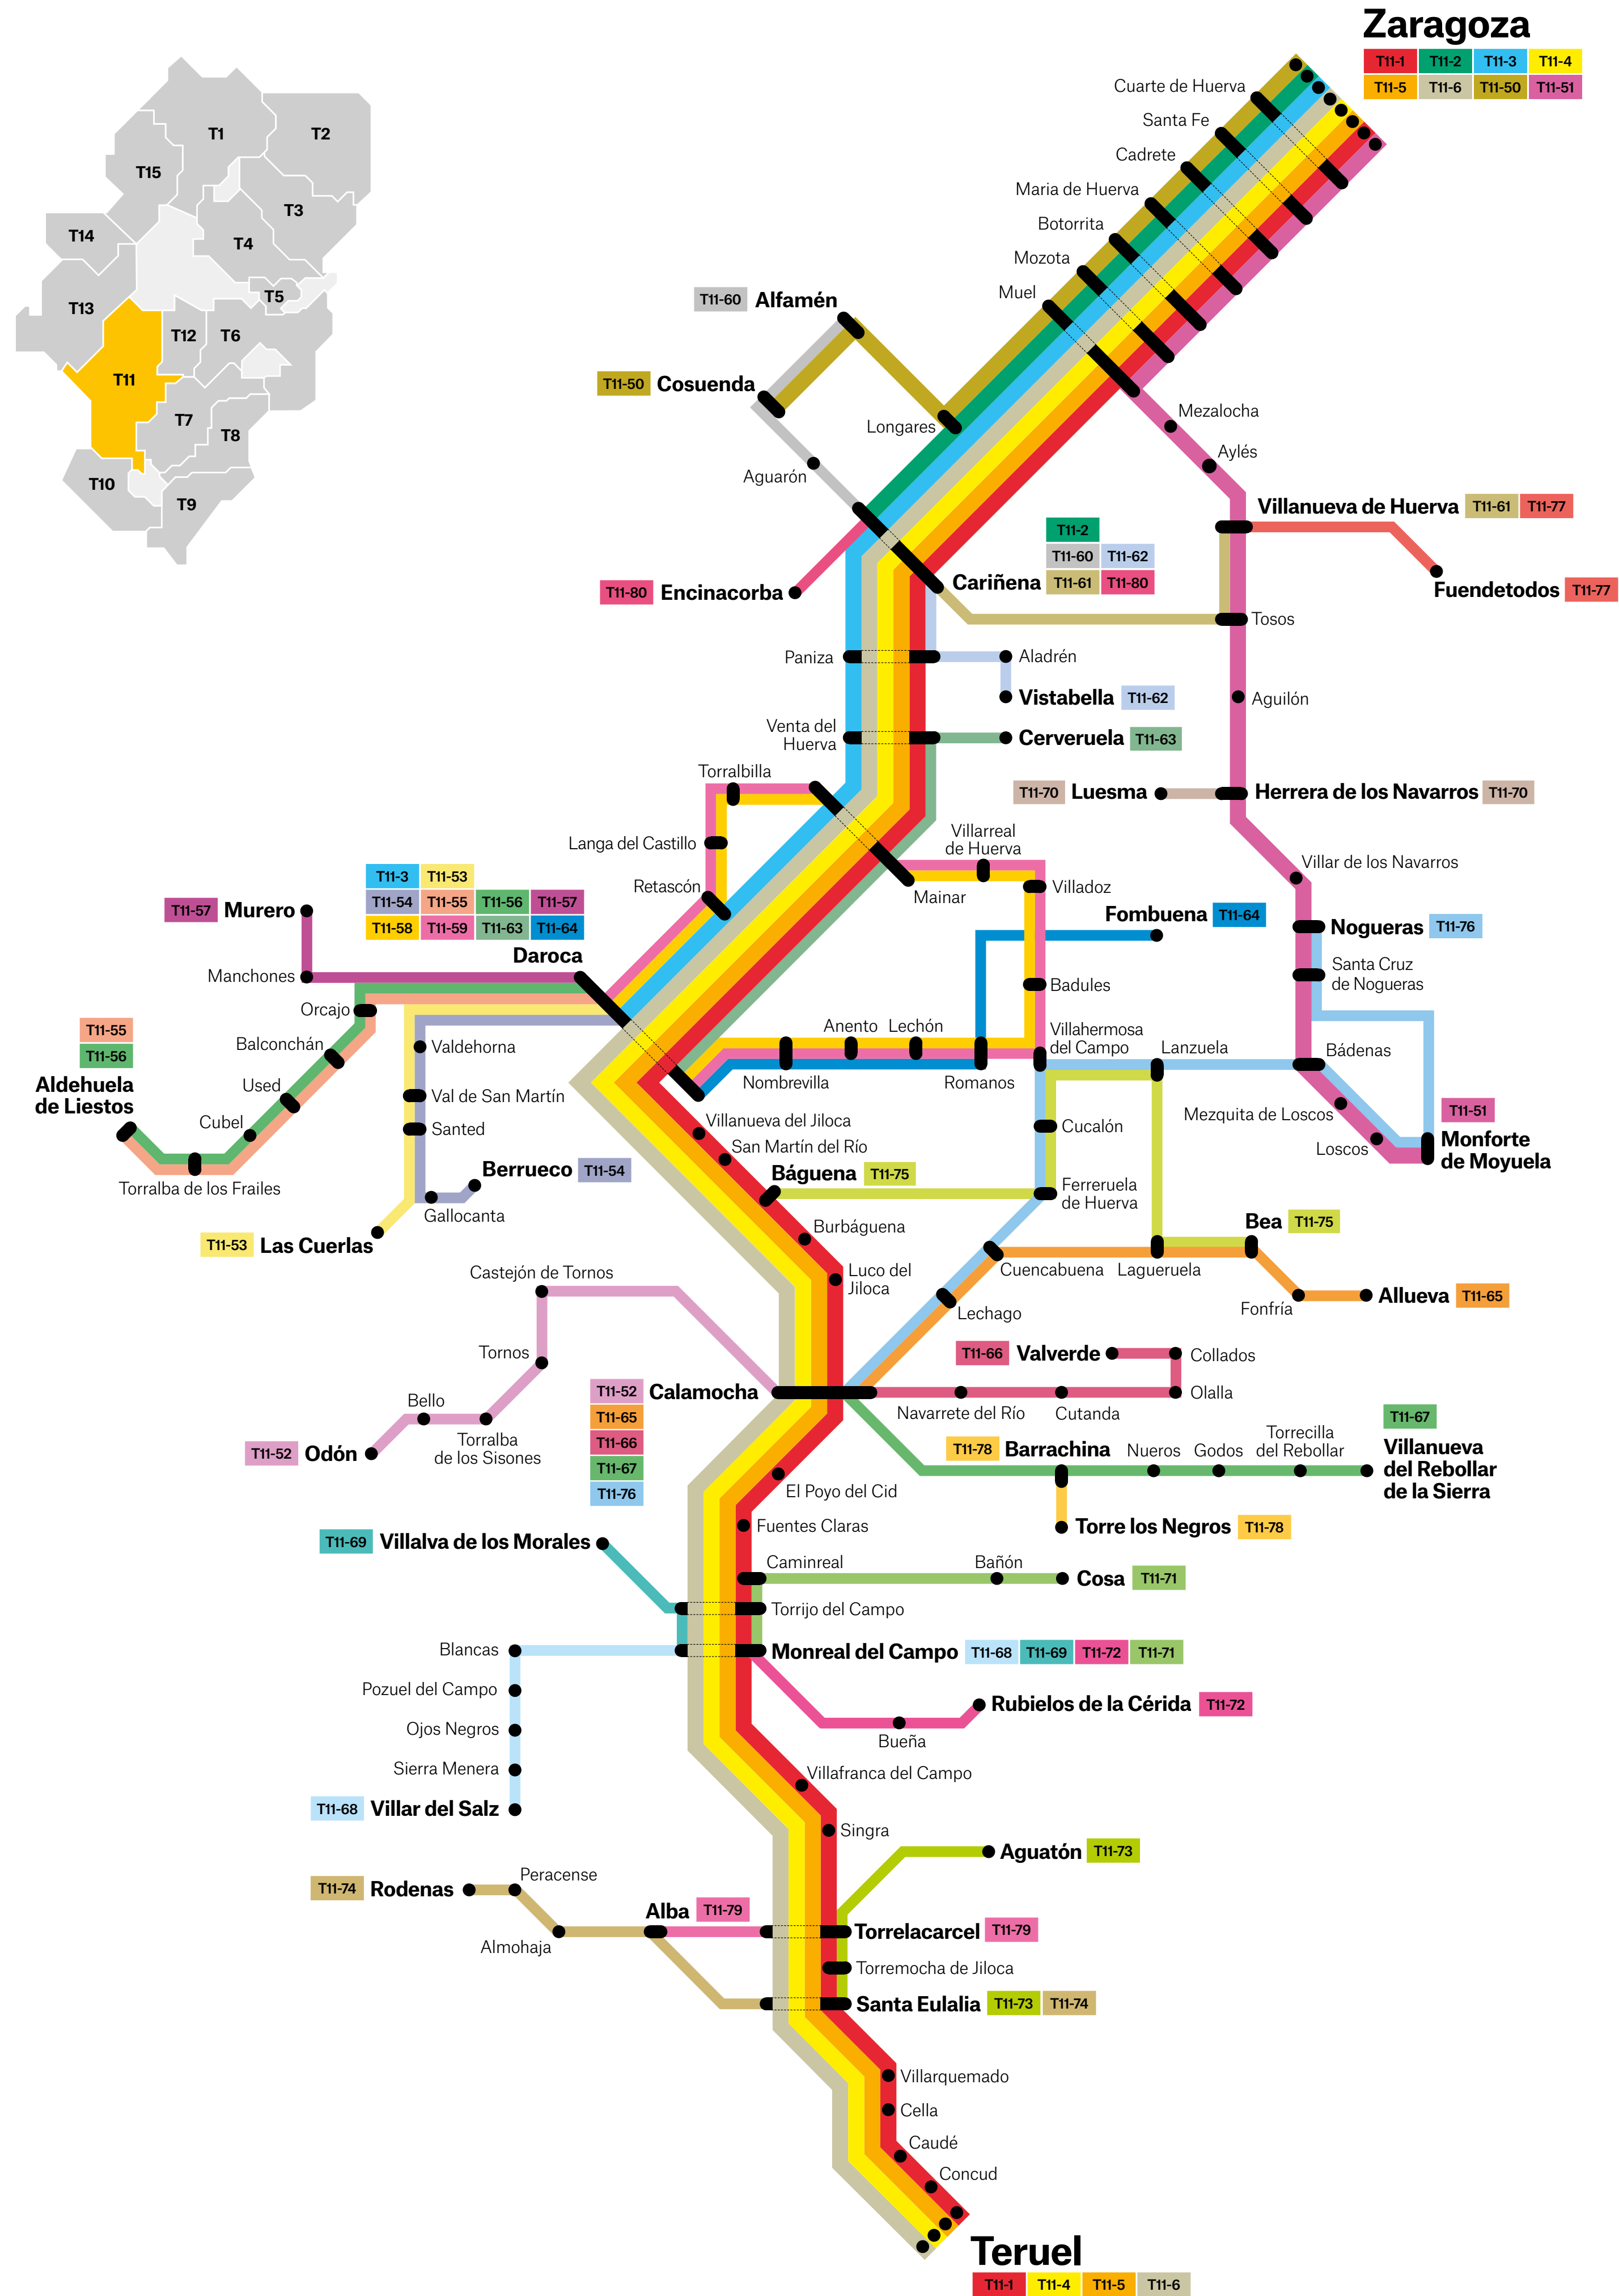 Zaragoza
T11-1 T11-2 T11-3 T11-4
T11-5 T11-6 T11-50 T11-51
T1
T2
T15
T3
T14
T4
T5
T13
T12
T6
T11
T7
T8
T10
T9
Cuarte de Huerva
Santa Fe
Cadrete
Maria de Huerva
Botorrita
Mozota
Muel
T11-60 Alfamén
T11-50 Cosuenda
Longares
Aguarón
Mezalocha
Aylés
Villanueva de Huerva T11-61 T11-77
Fuendetodos T11-77
T11-2
T11-60 T11-62
Cariñena T11-61 T11-80
T11-80 Encinacorba
Tosos
Paniza
Aladrén
Vistabella T11-62
Aguilón
Venta del
Huerva
Cerveruela T11-63
T11-70 Luesma
Herrera de los Navarros T11-70
Torralbilla
Langa del Castillo
Retascón
Mainar
Villarreal
de Huerva
Villadoz
Villar de los Navarros
T11-3 T11-53
T11-54 T11-55 T11-56 T11-57
T11-58 T11-59 T11-63 T11-64
Daroca
T11-57 Murero
Manchones
Fombuena T11-64
Nogueras T11-76
Santa Cruz
de Nogueras
Badules
Orcajo
Balconchán
Used
Cubel
T11-55
T11-56
Aldehuela
de Liestos
Torralba de los Frailes
Valdehorna
Val de San Martín
Santed
Berrueco T11-54
Gallocanta
T11-53 Las Cuerlas
Anento
Lechón
Nombrevilla
Romanos
Villahermosa
del Campo
Lanzuela
Bádenas
Mezquita de Loscos
Loscos
T11-51
Monforte
de Moyuela
Villanueva del Jiloca
San Martín del Río
Báguena T11-75
Cucalón
Ferreruela
de Huerva
Burbáguena
Luco del
Jiloca
Cuencabuena
Lagueruela
Bea T11-75
Lechago
Fonfría
Allueva T11-65
Castejón de Tornos
Tornos
Bello
Torralba
de los Sisones
T11-52 Odón
T11-52 Calamocha
T11-65
T11-66
T11-67
T11-76
T11-66 Valverde
Collados
Olalla
Navarrete del Río
Cutanda
T11-67
Villanueva
del Rebollar
de la Sierra
T11-78 Barrachina
Nueros
Godos
Torrecilla
del Rebollar
Torre los Negros T11-78
El Poyo del Cid
Fuentes Claras
Caminreal
Bañón
Cosa T11-71
T11-69 Villalva de los Morales
Torrijo del Campo
Monreal del Campo T11-68 T11-69 T11-72 T11-71
Blancas
Pozuel del Campo
Ojos Negros
Sierra Menera
T11-68 Villar del Salz
Rubielos de la Cérida T11-72
Bueña
Villafranca del Campo
Singra
Aguatón T11-73
T11-74 Rodenas
Peracense
Almohaja
Alba T11-79
Torrelacarcel T11-79
Torremocha de Jiloca
Santa Eulalia T11-73 T11-74
Villarquemado
Cella
Caudé
Concud
Teruel
T11-1 T11-4 T11-5 T11-6